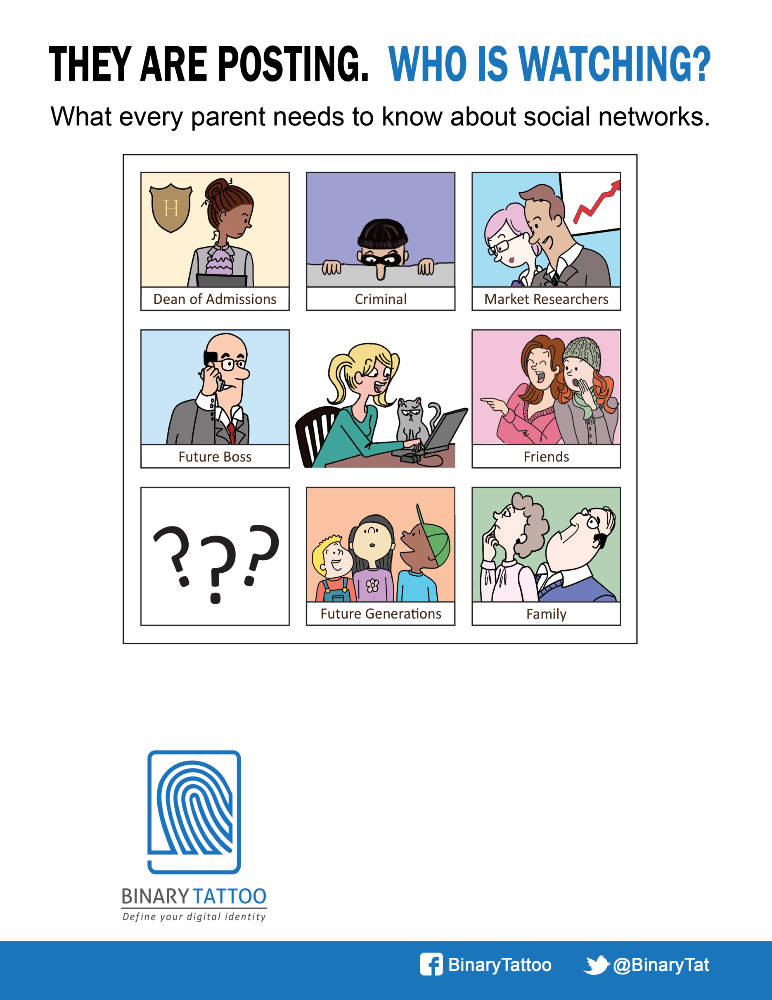 THEY ARE POSTING. WHO IS WATCHING?
What every parent needs to know about social networks.
H
Dean of Admissions
Criminal
Market Researchers
Future Boss
Friends
???
Future Generations
Family
BINARY TATTOO
Define your digital identity
BinaryTattoo
@BinaryTat